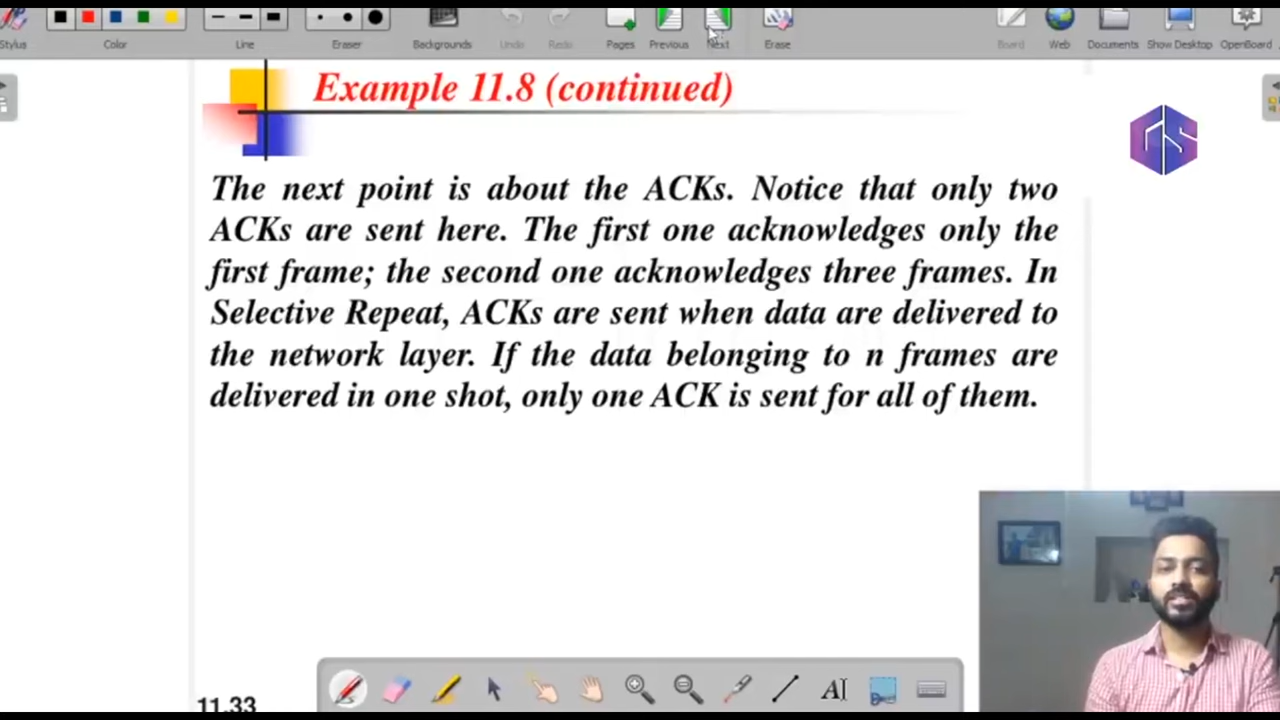 Stylus
Color
Line
Eraser
Backgrounds
Undo
Redo
Pages
Previous
Next
Erase
Board
Web
Documents
Show Desktop
OpenBoard
Example 11.8 (continued)
The next point is about the ACKs. Notice that only two
ACKs are sent here. The first one acknowledges only the
first frame; the second one acknowledges three frames. In
Selective Repeat, ACKs are sent when data are delivered to
the network layer. If the data belonging to n frames are
delivered in one shot, only one ACK is sent for all of them.
11.33